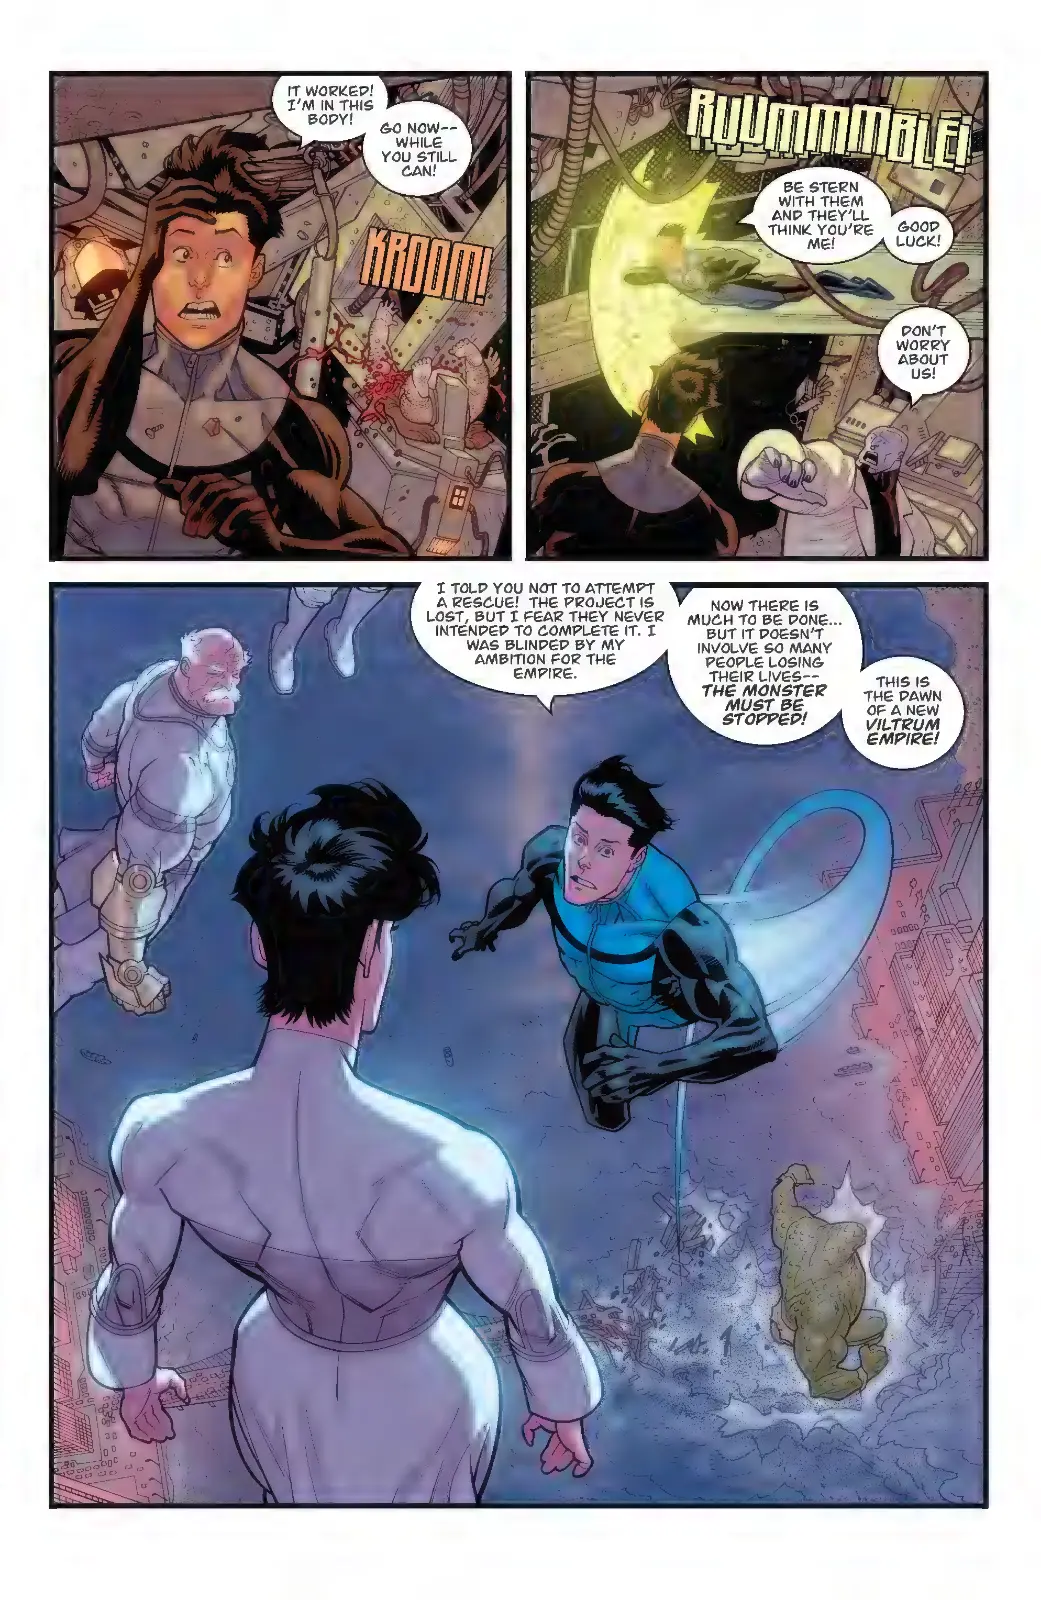 IT WORKED!
I'M IN THIS
BODY!
GO NOW--
WHILE
YOU STILL
CAN!
KROOM!
RUUMMMMBLE!
BE STERN
WITH THEM
AND THEY'LL
THINK YOU'RE
ME!
GOOD
LUCK!
DON'T
WORRY
ABOUT
US!
I TOLD YOU NOT TO ATTEMPT
A RESCUE! THE PROJECT IS
LOST, BUT I FEAR THEY NEVER
INTENDED TO COMPLETE IT. I
WAS BLINDED BY MY
AMBITION FOR THE
EMPIRE.
NOW THERE IS
MUCH TO BE DONE...
BUT IT DOESN'T
INVOLVE SO MANY
PEOPLE LOSING
THEIR LIVES--
THE MONSTER
MUST BE
STOPPED!
THIS IS
THE DAWN
OF A NEW
VILTRUM
EMPIRE!